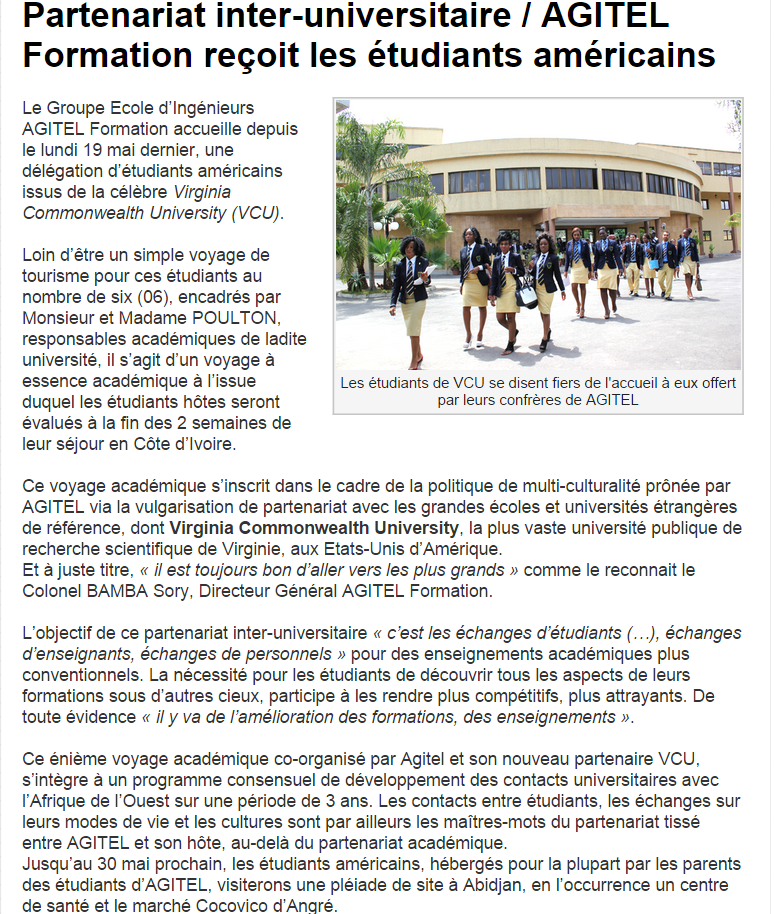 Partenariat inter-universitaire / AGITEL
Formation reçoit les étudiants américains
Le Groupe Ecole d’Ingénieurs
AGITEL Formation accueille depuis
le lundi 19 mai dernier, une
délégation d’étudiants américains
issus de la célèbre Virginia
Commonwealth University (VCU).
Loin d’être un simple voyage de
tourisme pour ces étudiants au
nombre de six (06), encadrés par
Monsieur et Madame POULTON,
responsables académiques de ladite
université, il s’agit d’un voyage à
essence académique à l’issue
duquel les étudiants hôtes seront
évalués à la fin des 2 semaines de
leur séjour en Côte d’Ivoire.
Les étudiants de VCU se disent fiers de l'accueil à eux offert
par leurs confrères de AGITEL
Ce voyage académique s’inscrit dans le cadre de la politique de multi-culturalité prônée par
AGITEL via la vulgarisation de partenariat avec les grandes écoles et universités étrangères
de référence, dont Virginia Commonwealth University, la plus vaste université publique de
recherche scientifique de Virginie, aux Etats-Unis d’Amérique.
Et à juste titre, « il est toujours bon d’aller vers les plus grands » comme le reconnait le
Colonel BAMBA Sory, Directeur Général AGITEL Formation.
L’objectif de ce partenariat inter-universitaire « c’est les échanges d’étudiants (…), échanges
d’enseignants, échanges de personnels » pour des enseignements académiques plus
conventionnels. La nécessité pour les étudiants de découvrir tous les aspects de leurs
formations sous d’autres cieux, participe à les rendre plus compétitifs, plus attrayants. De
toute évidence « il y va de l’amélioration des formations, des enseignements ».
Ce énième voyage académique co-organisé par Agitel et son nouveau partenaire VCU,
s’intègre à un programme consensuel de développement des contacts universitaires avec
l’Afrique de l’Ouest sur une période de 3 ans. Les contacts entre étudiants, les échanges sur
leurs modes de vie et les cultures sont par ailleurs les maîtres-mots du partenariat tissé
entre AGITEL et son hôte, au-delà du partenariat académique.
Jusqu’au 30 mai prochain, les étudiants américains, hébergés pour la plupart par les parents
des étudiants d’AGITEL, visiterons une pléiade de site à Abidjan, en l’occurrence un centre
de santé et le marché Cocovico d’Angré.